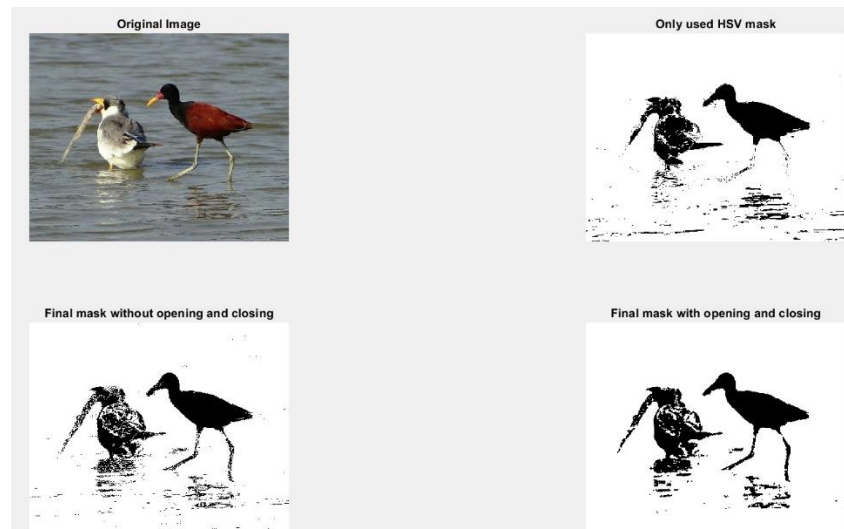 Original Image
Only used HSV mask
Final mask without opening and closing
Final mask with opening and closing